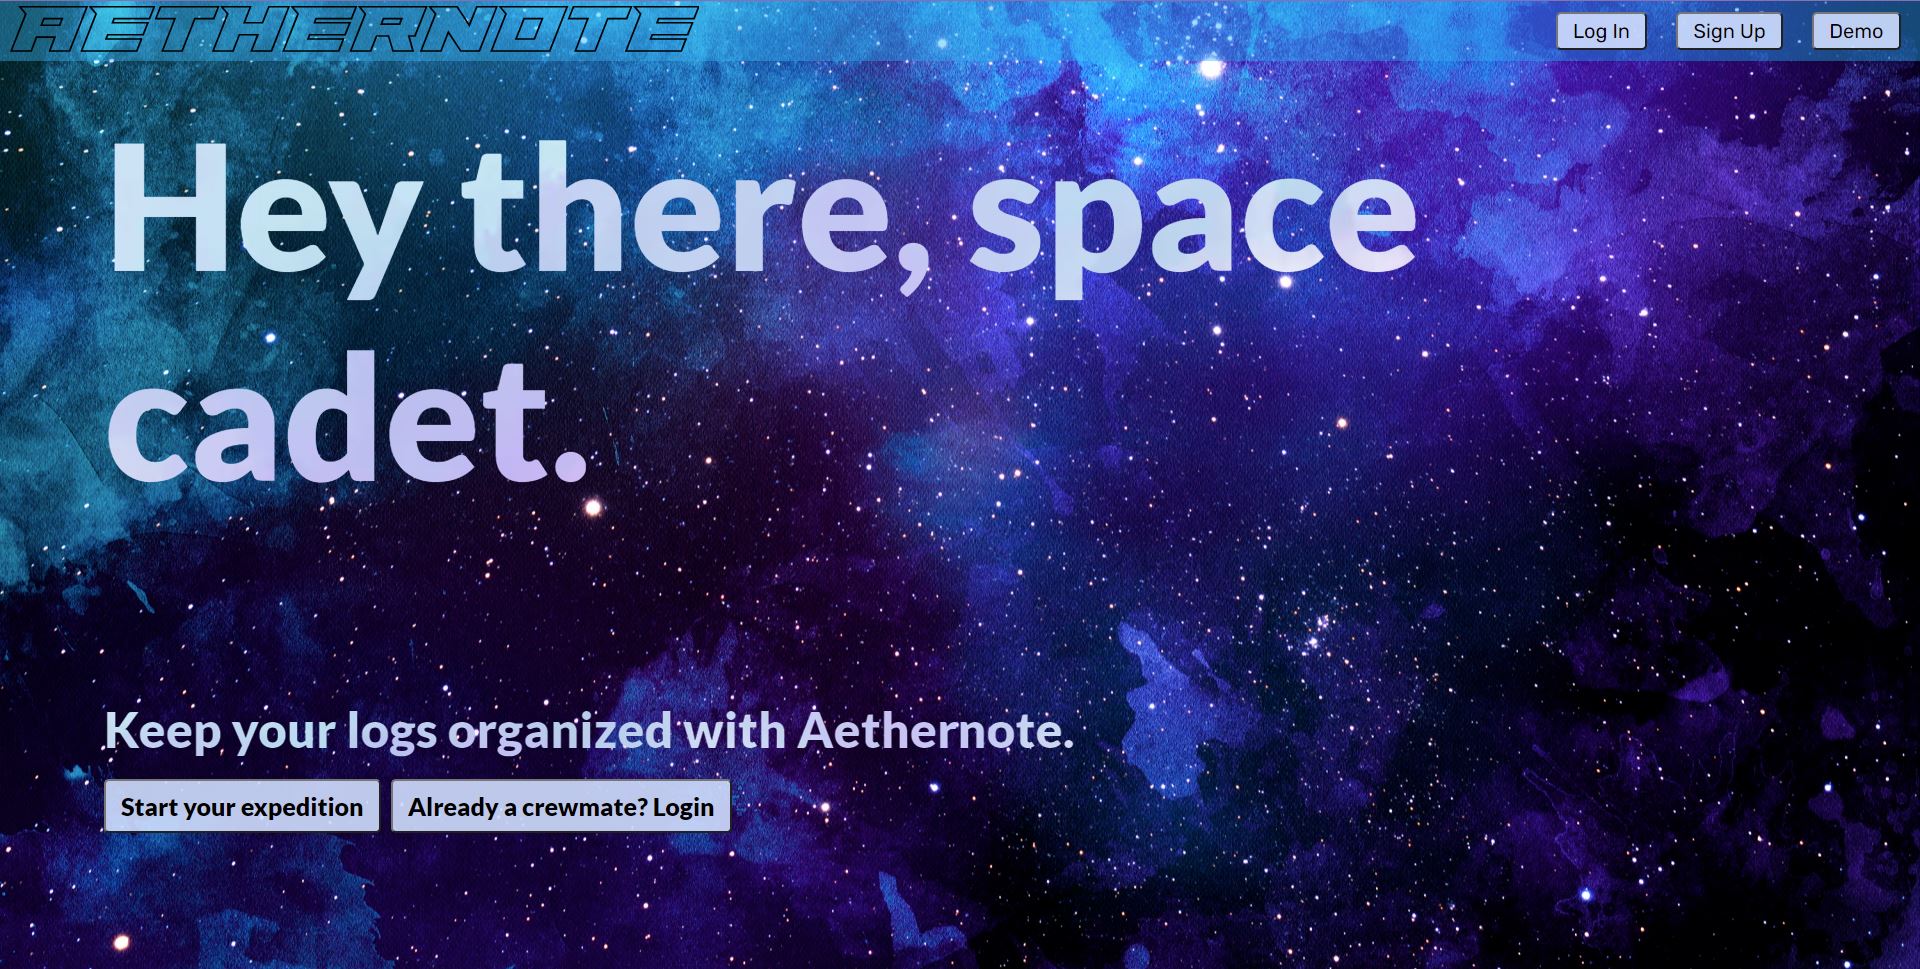 AETHERNOTE
Log In
Sign Up
Demo
Hey there, space
cadet.
Keep your logs organized with Aethernote.
Start your expedition
Already a crewmate? Login